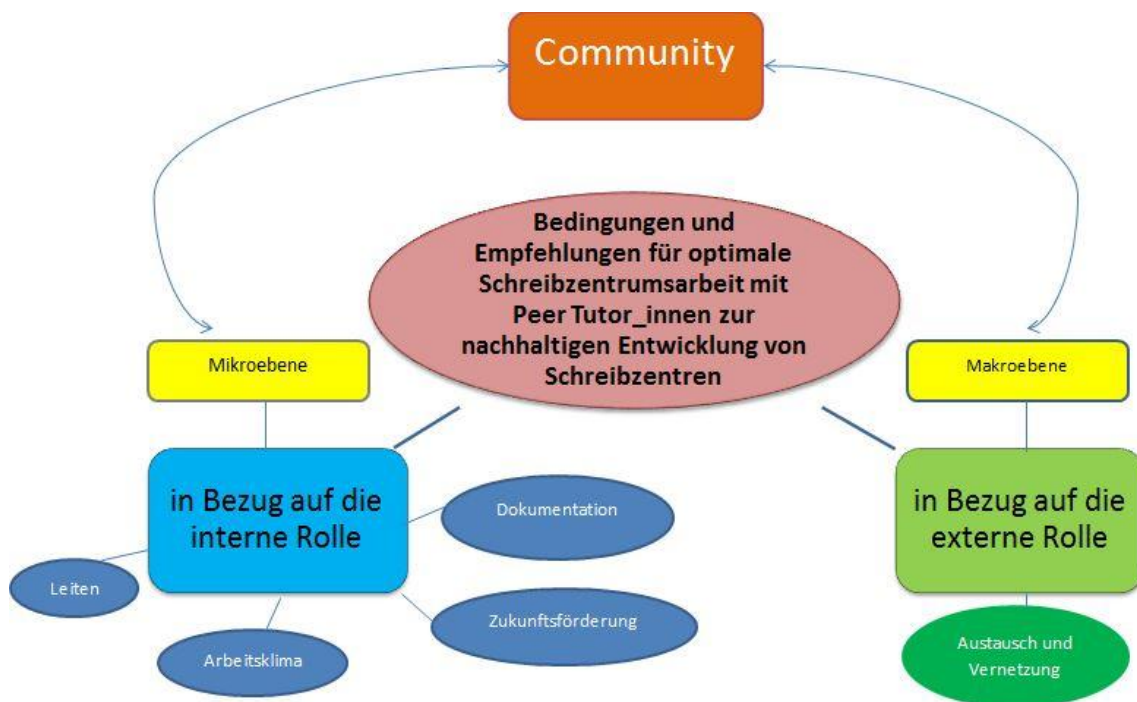 Community
Bedingungen und
Empfehlungen für optimale
Schreibzentrumsarbeit mit
Peer Tutor_innen zur
nachhaltigen Entwicklung von
Schreibzentren
Mikroebene
Makroebene
in Bezug auf die
interne Rolle
in Bezug auf die
externe Rolle
Dokumentation
Leiten
Zukunftsförderung
Arbeitsklima
Austausch und
Vernetzung